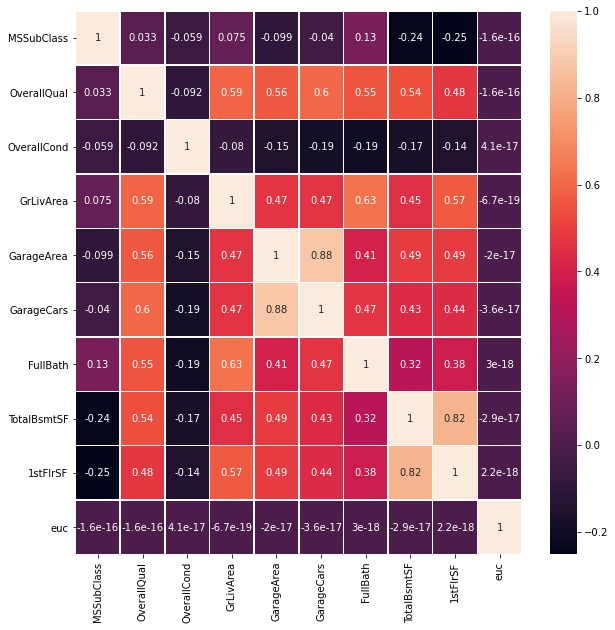 MSSubClass 1 0.033 -0.059 0.075 -0.099 -0.04 0.13 -0.24 -0.25 -1.6e-16
OverallQual 0.033 1 -0.092 0.59 0.56 0.6 0.55 0.54 0.48 -1.6e-16
OverallCond -0.059 -0.092 1 -0.08 -0.15 -0.19 -0.19 -0.17 -0.14 4.1e-17
GrLivArea 0.075 0.59 -0.08 1 0.47 0.47 0.63 0.45 0.57 -6.7e-19
GarageArea -0.099 0.56 -0.15 0.47 1 0.88 0.41 0.49 0.49 -2e-17
GarageCars -0.04 0.6 -0.19 0.47 0.88 1 0.47 0.43 0.44 -3.6e-17
FullBath 0.13 0.55 -0.19 0.63 0.41 0.47 1 0.32 0.38 3e-18
TotalBsmtSF -0.24 0.54 -0.17 0.45 0.49 0.43 0.32 1 0.82 -2.9e-17
1stFlrSF -0.25 0.48 -0.14 0.57 0.49 0.44 0.38 0.82 1 2.2e-18
euc -1.6e-16 -1.6e-16 4.1e-17 -6.7e-19 -2e-17 -3.6e-17 3e-18 -2.9e-17 2.2e-18 1
MSSubClass OverallQual OverallCond GrLivArea GarageArea GarageCars FullBath TotalBsmtSF 1stFlrSF euc
1.0
0.8
0.6
0.4
0.2
0.0
-0.2